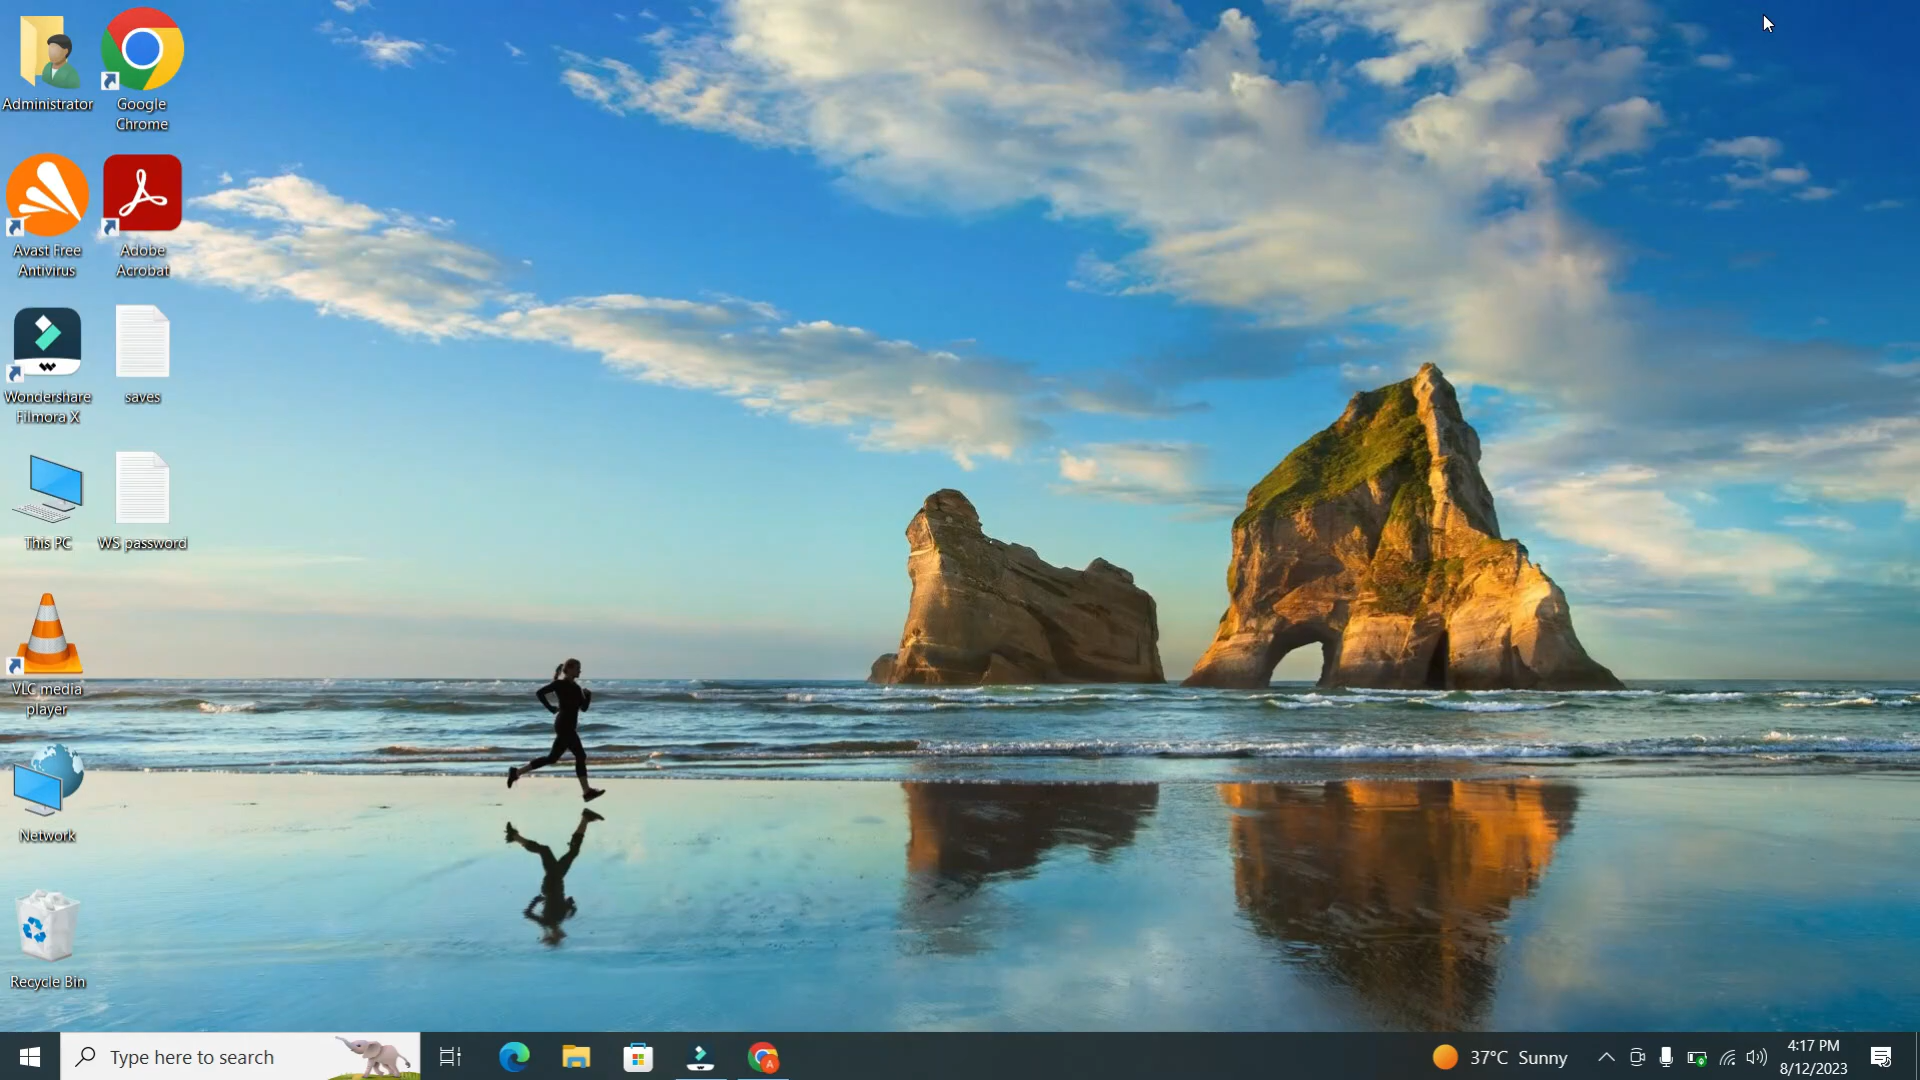 Administrator
Google
Chrome
Avast Free
Antivirus
Adobe
Acrobat
Wondershare
Filmora X
saves
This PC
WS password
VLC media
player
Network
Recycle Bin
Type here to search
37°C Sunny
4:17 PM
8/12/2023